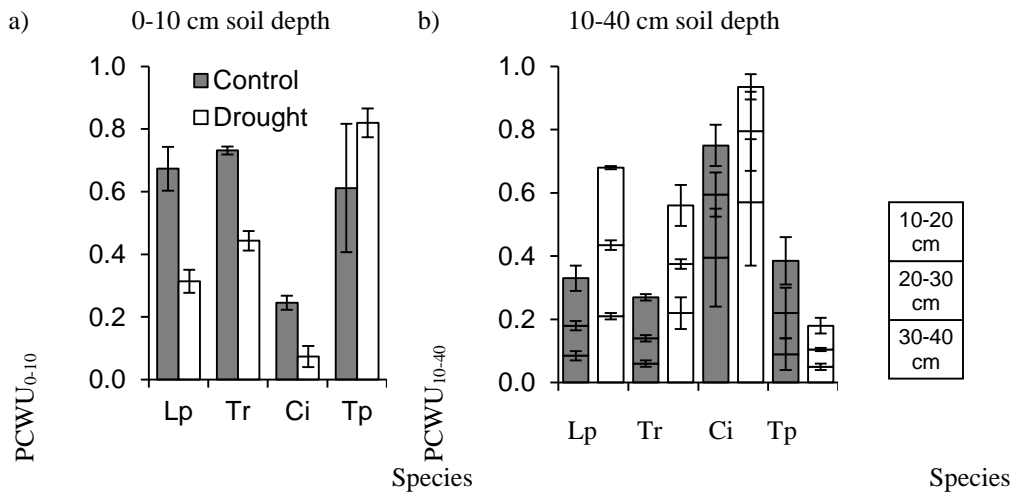 a)
0-10 cm soil depth
1.0
0.8
0.6
0.4
0.2
0.0
Control
Drought
Lp Tr Ci Tp
PCWU0-10
Species
b)
10-40 cm soil depth
1.0
0.8
0.6
0.4
0.2
0.0
Lp Tr Ci Tp
PCWU10-40
Species
10-20
cm
20-30
cm
30-40
cm